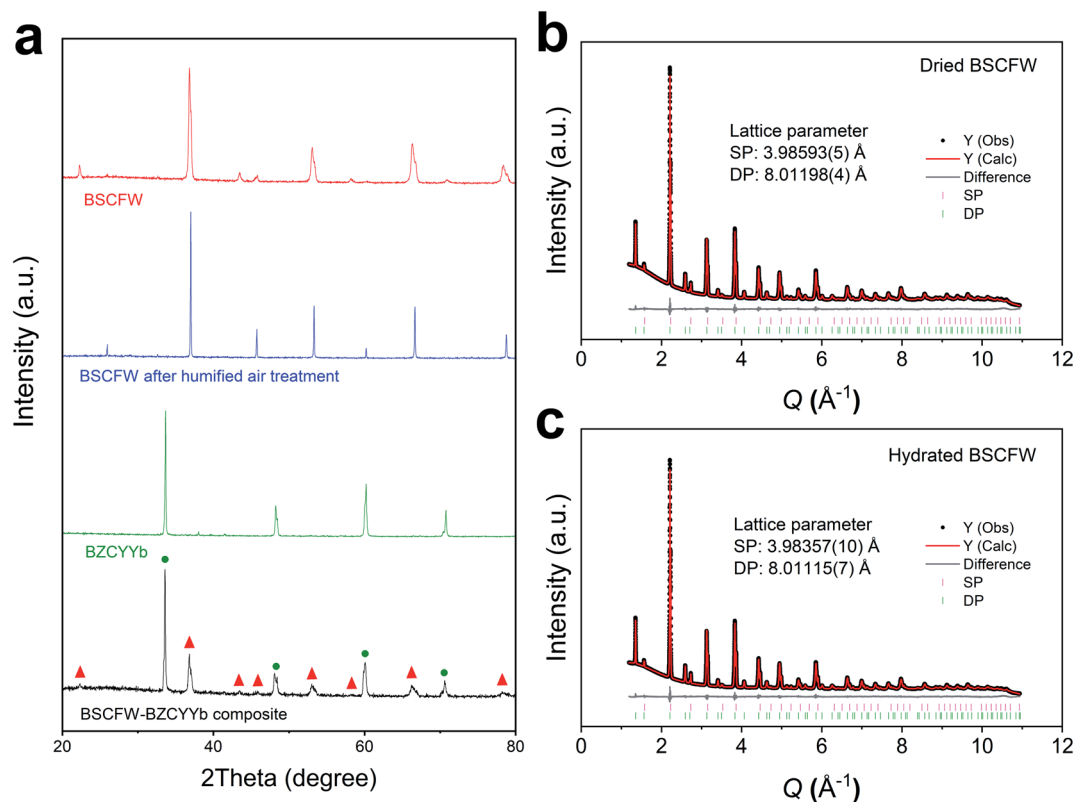 a
Intensity (a.u.)
BSCFW
BSCFW after humified air treatment
BZCYYb
BSCFW-BZCYYb composite
20
40
60
80
2Theta (degree)
b
Intensity (a.u.)
Dried BSCFW
Lattice parameter
SP: 3.98593(5) Å
DP: 8.01198(4) Å
Y (Obs)
Y (Calc)
Difference
SP
DP
0
2
4
6
8
10
12
Q (Å-1)
c
Intensity (a.u.)
Hydrated BSCFW
Lattice parameter
SP: 3.98357(10) Å
DP: 8.01115(7) Å
Y (Obs)
Y (Calc)
Difference
SP
DP
0
2
4
6
8
10
12
Q (Å-1)